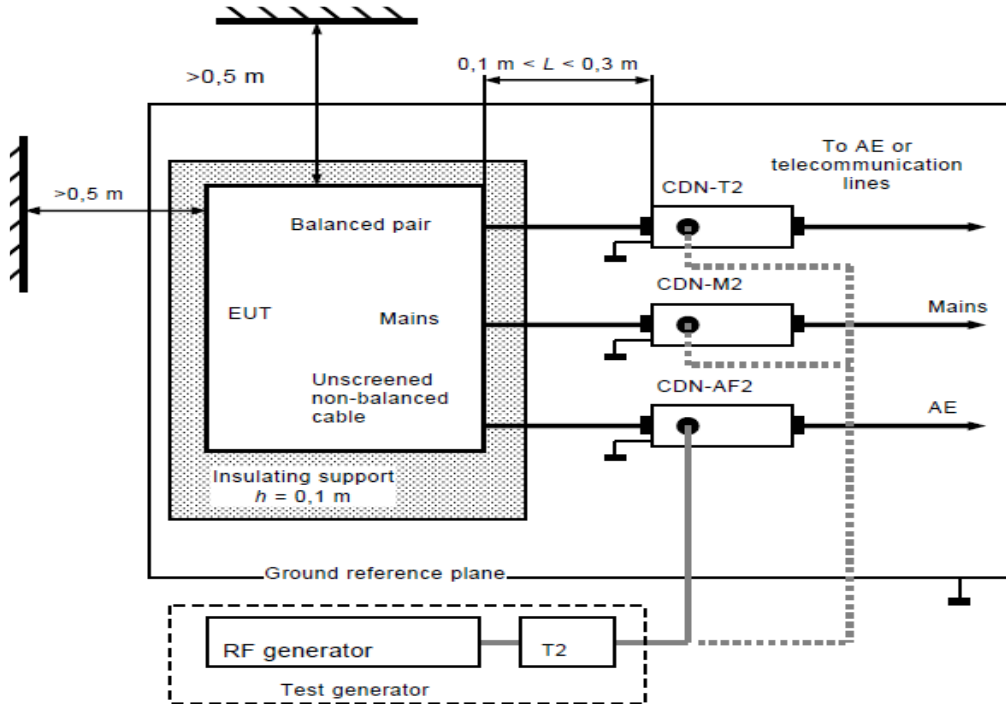 >0,5 m
0,1 m < L < 0,3 m
>0,5 m
To AE or
telecommunication
lines
CDN-T2
Balanced pair
CDN-M2
EUT
Mains
Mains
Unscreened
non-balanced
cable
CDN-AF2
AE
Insulating support
h = 0,1 m
Ground reference plane
RF generator
T2
Test generator